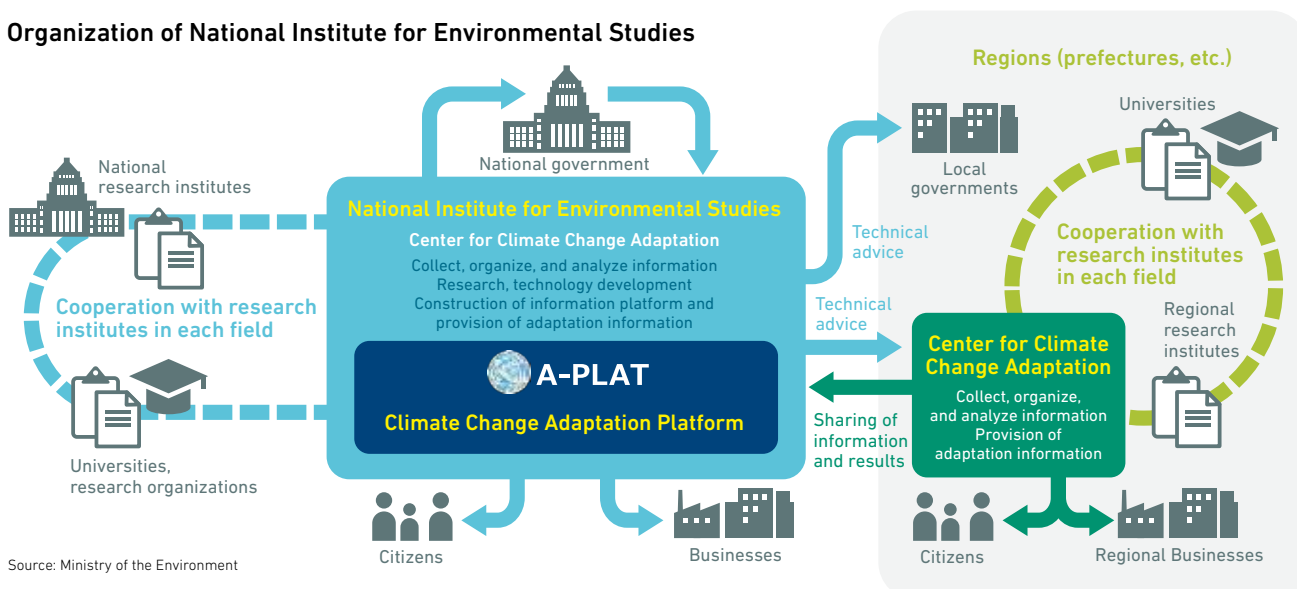 Organization of National Institute for Environmental Studies
National
research institutes
Cooperation with research
institutes in each field
Universities,
research organizations
National government
National Institute for Environmental Studies
Center for Climate Change Adaptation
Collect, organize, and analyze information
Research, technology development
Construction of information platform and
provision of adaptation information
A-PLAT
Climate Change Adaptation Platform
Citizens
Businesses
Technical
advice
Technical
advice
Sharing of
information
and results
Regions (prefectures, etc.)
Local
governments
Universities
Cooperation with
research institutes
in each field
Regional
research
institutes
Center for Climate
Change Adaptation
Collect, organize,
and analyze information
Provision of
adaptation information
Citizens
Regional Businesses
Source: Ministry of the Environment